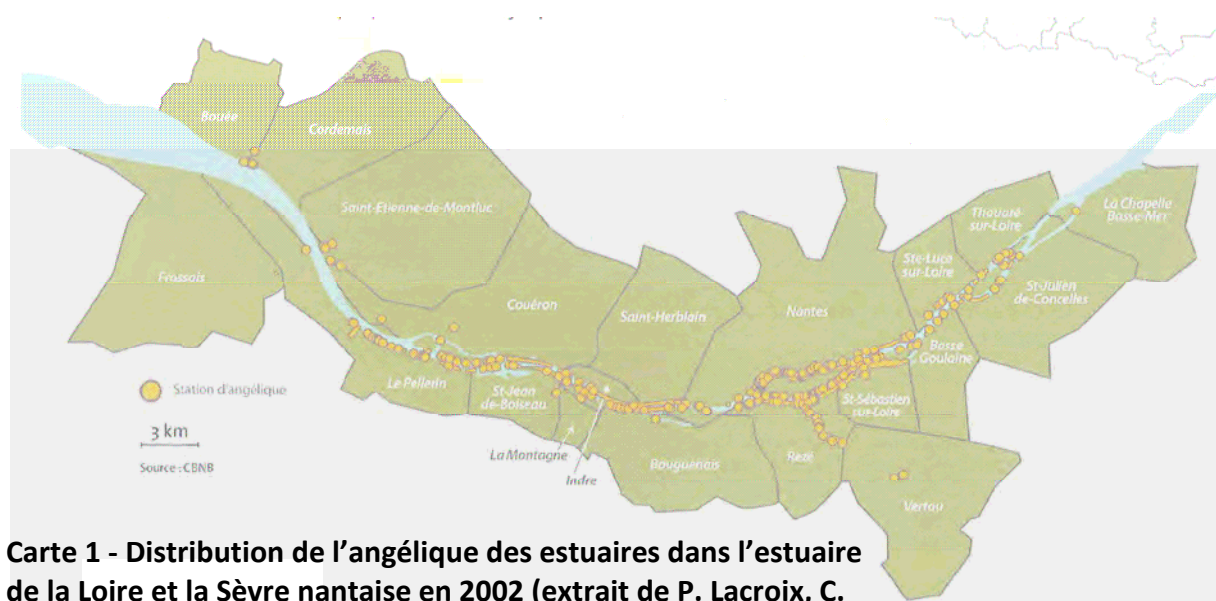 Bouée
Cordemais
Saint-Etienne-de-Montluc
Frossais
Couëron
Saint-Herblain
Nantes
Thouaré
sur-Loire
La Chapelle
Basse-Mer
Ste-Luce
sur-Loire
St-Julien
de-Concelles
Basse
Goulaine
Le Pellerin
St-Jean
de-Boiseau
St-Sébastien
sur-Loire
La Montagne
Indre
Bouguenais
Rezé
Vertou
Station d'angélique
3 km
Source : CBNB
Carte 1 - Distribution de l'angélique des estuaires dans l'estuaire
de la Loire et la Sèvre nantaise en 2002 (extrait de P. Lacroix, C.